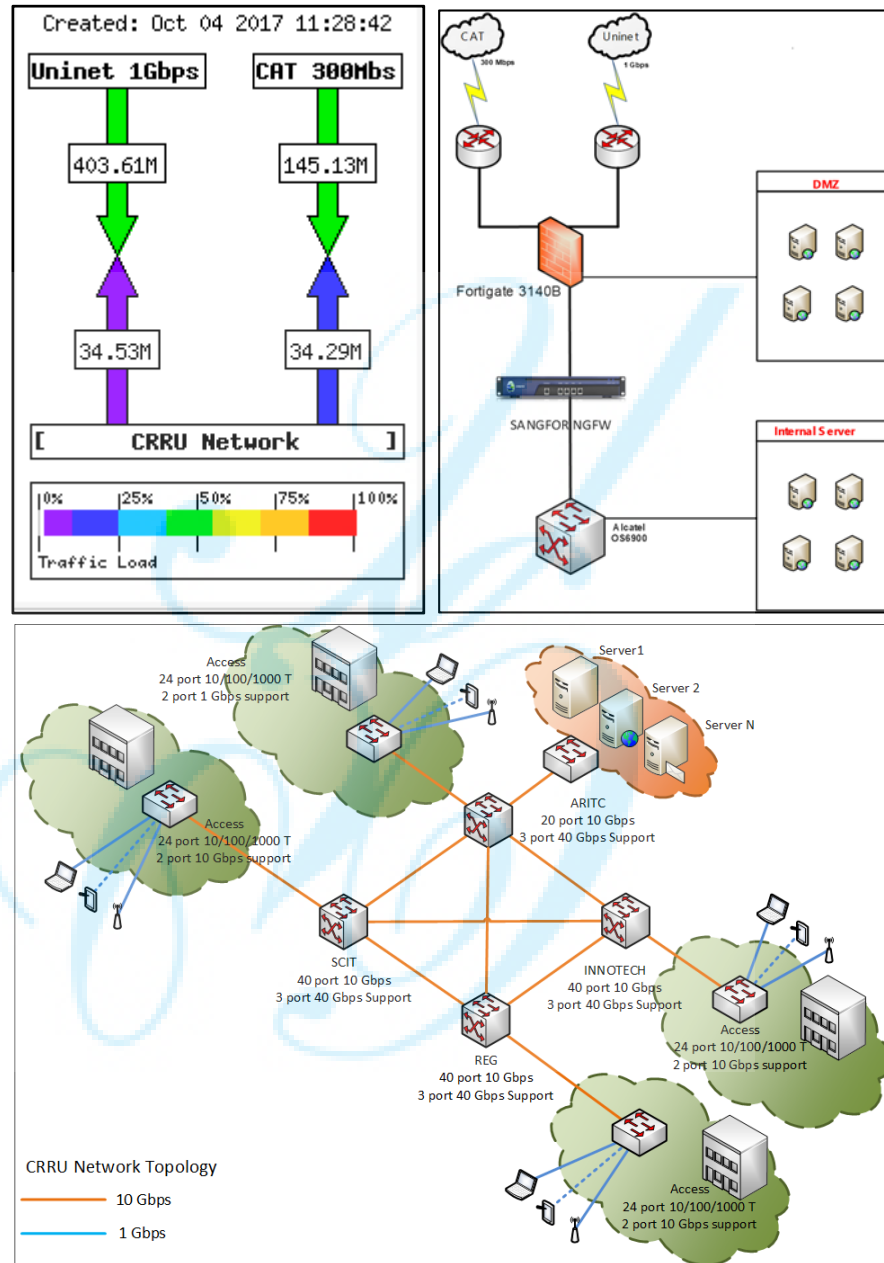 Created: Oct 04 2017 11:28:42
Uninet 1Gbps
CAT 300Mbs
403.61M
145.13M
34.53M
34.29M
[ CRRU Network ]
0% 25% 50% 75% 100%
Traffic Load
CAT
Uninet
300 Mbps
1 Gbps
DMZ
Fortigate 3140B
SANGFOR NGFW
Internal Server
Alcatel
OS6900
Access
24 port 10/100/1000 T
2 port 1 Gbps support
Server1
Server 2
Server N
ARITC
20 port 10 Gbps
3 port 40 Gbps Support
Access
24 port 10/100/1000 T
2 port 10 Gbps support
SCIT
40 port 10 Gbps
3 port 40 Gbps Support
INNOTECH
40 port 10 Gbps
3 port 40 Gbps Support
Access
24 port 10/100/1000 T
2 port 10 Gbps support
REG
40 port 10 Gbps
3 port 40 Gbps Support
Access
24 port 10/100/1000 T
2 port 10 Gbps support
CRRU Network Topology
10 Gbps
1 Gbps